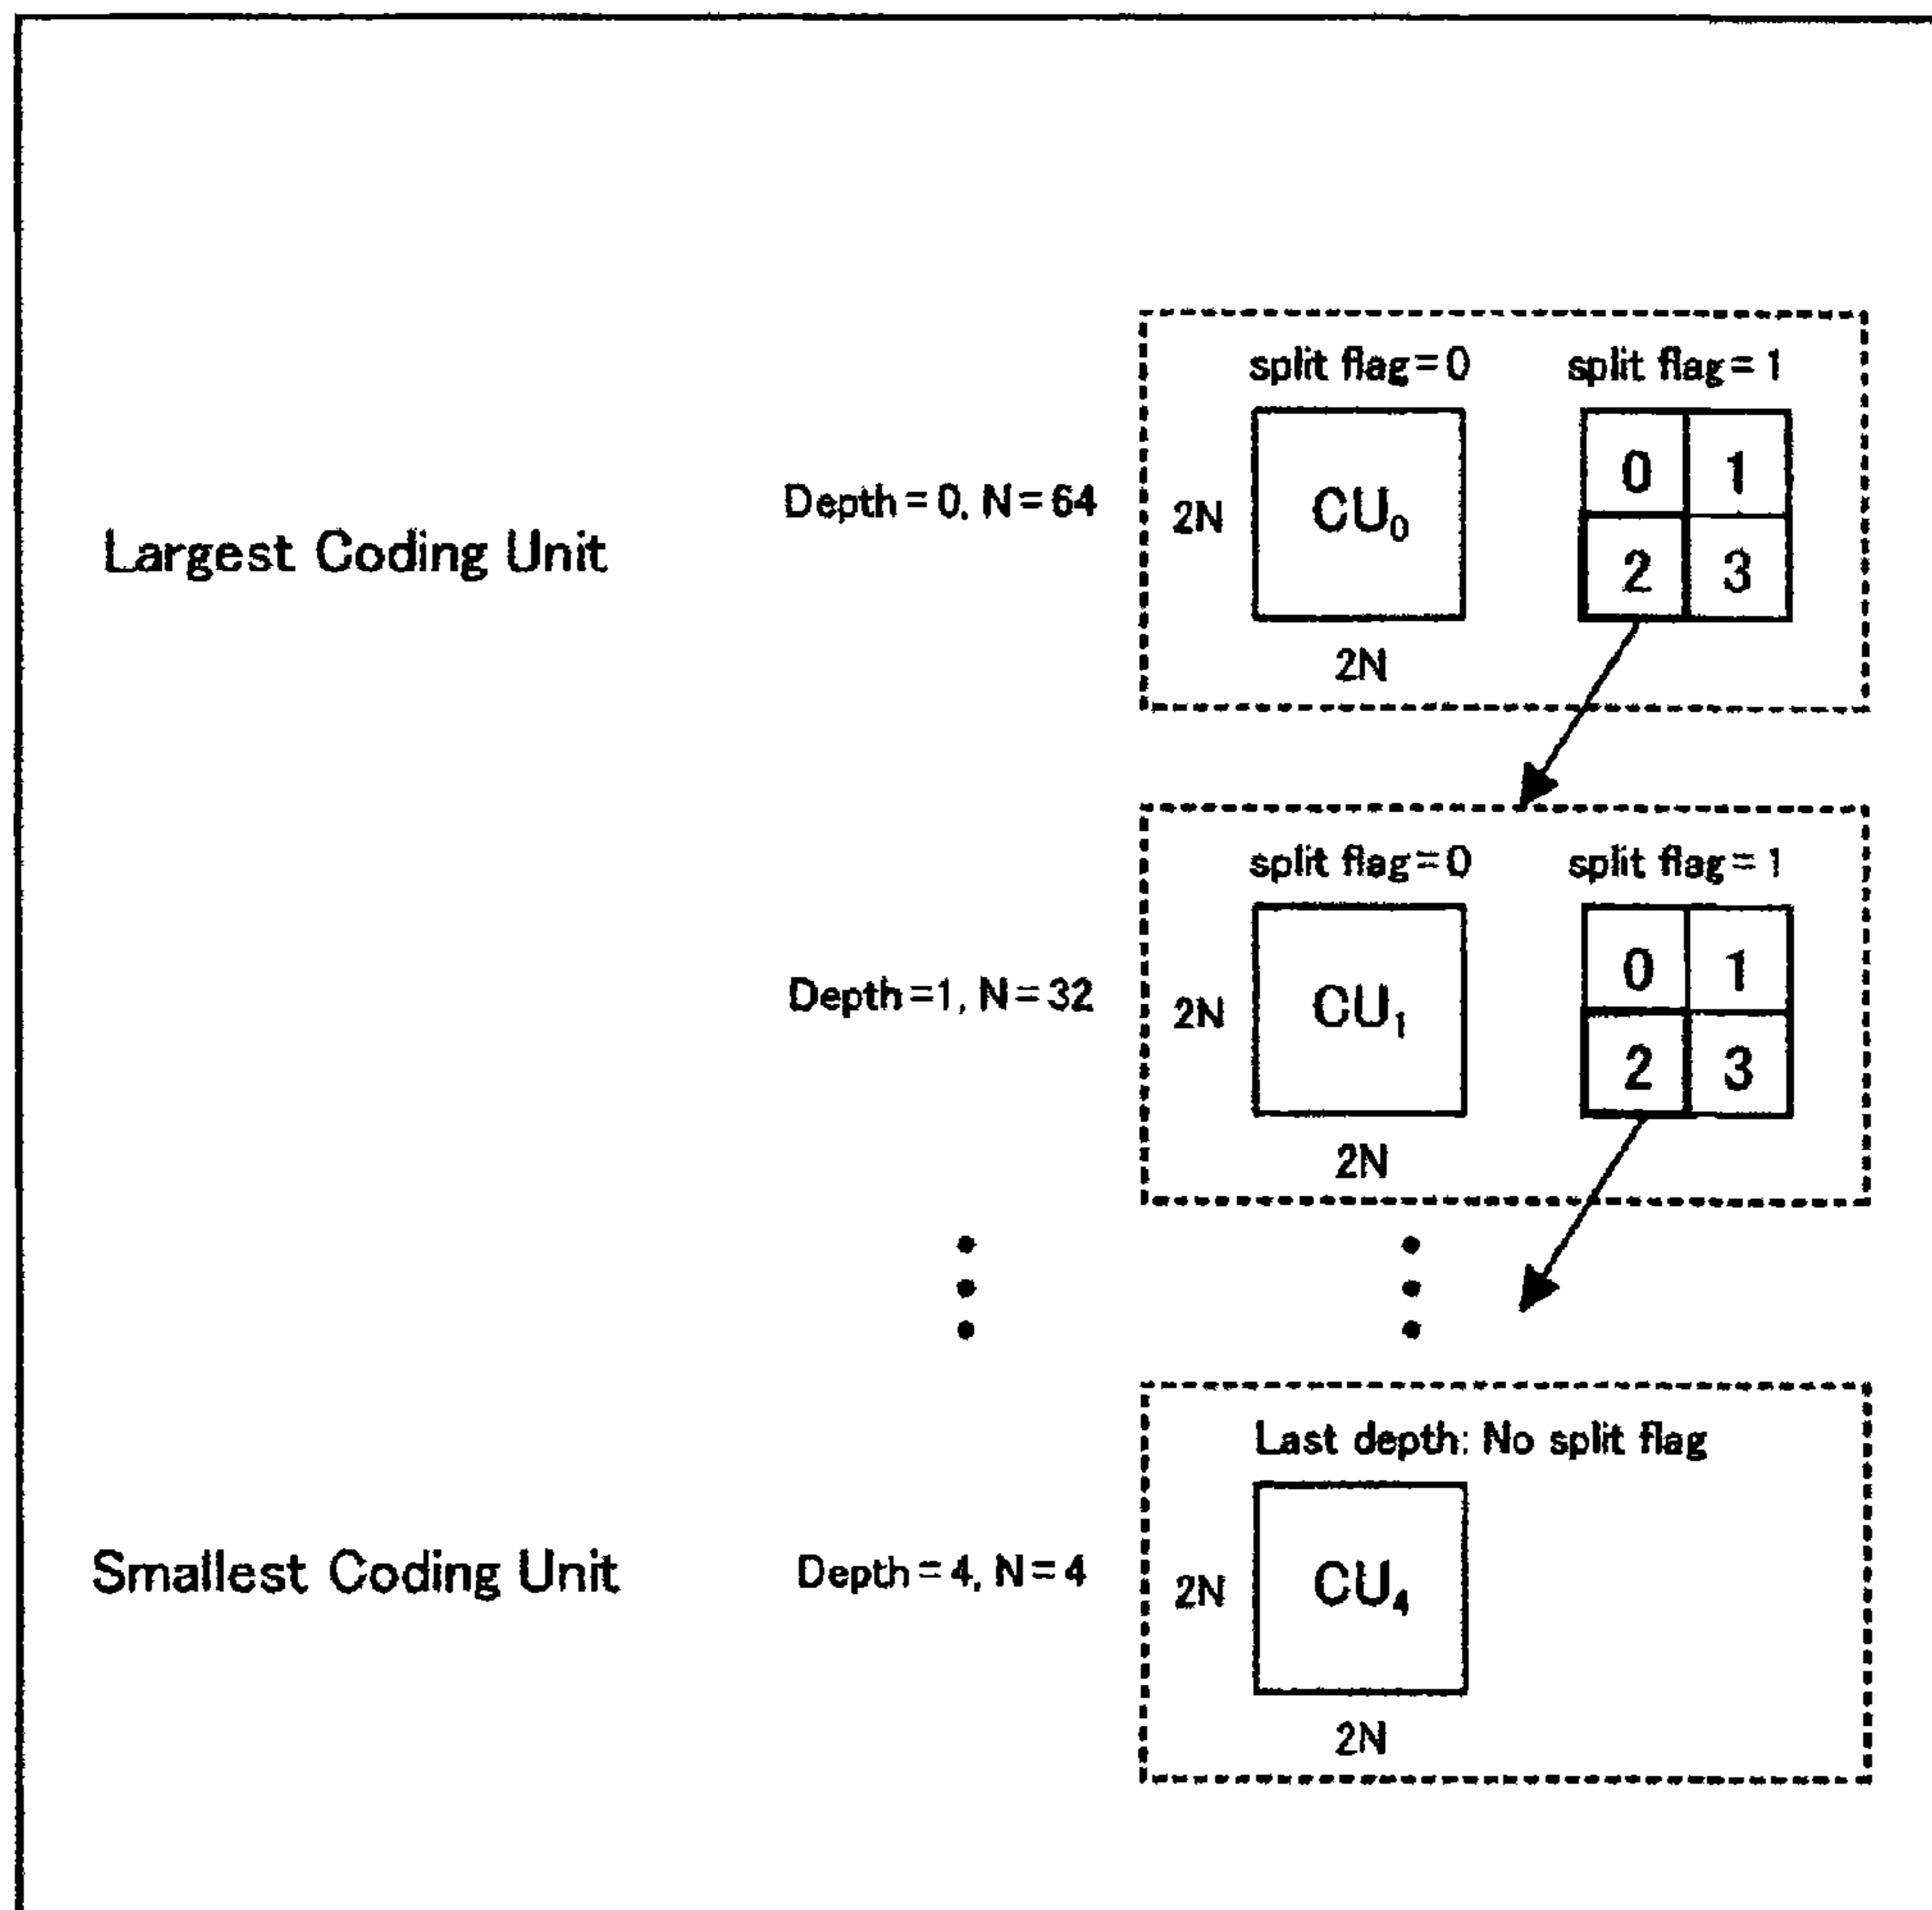 Largest Coding Unit
Depth=0, N=64
split flag=0
split flag=1
2N
CU₀
2N
0 1
2 3
Depth=1, N=32
split flag=0
split flag=1
2N
CU₁
2N
0 1
2 3
Smallest Coding Unit
Depth=4, N=4
Last depth: No split flag
2N
CU₄
2N